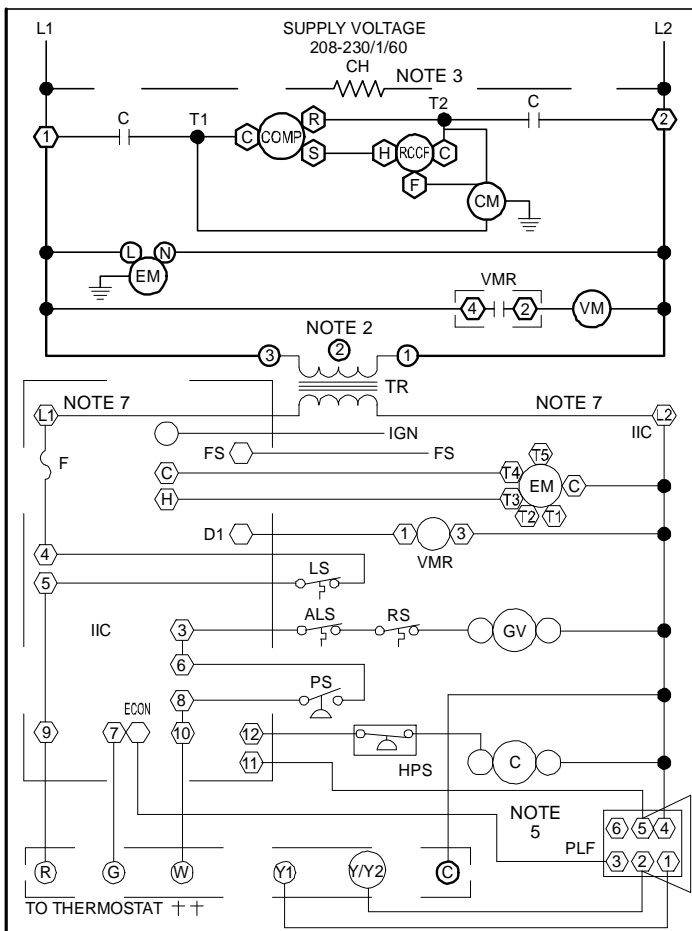 L1 SUPPLY VOLTAGE L2
208-230/1/60
CH NOTE 3
C T1 R T2 C
1 C COMP 2
S H RCCF C
F
CM
L N
EM
VMR
4 2 VM
NOTE 2
3 2 1
TR
L1 NOTE 7 NOTE 7 L2
IGN IIC
F FS FS T5
C T4 EM C
H T3
T2 T1
D1 1 3
VMR
4
5 LS
ALS RS
IIC 3 GV
6
PS
8
ECON
9 7 10 12
HPS C
11
NOTE
5
6 5 4
PLF
3 2 1
R G W Y1 Y/Y2 C
TO THERMOSTAT ++